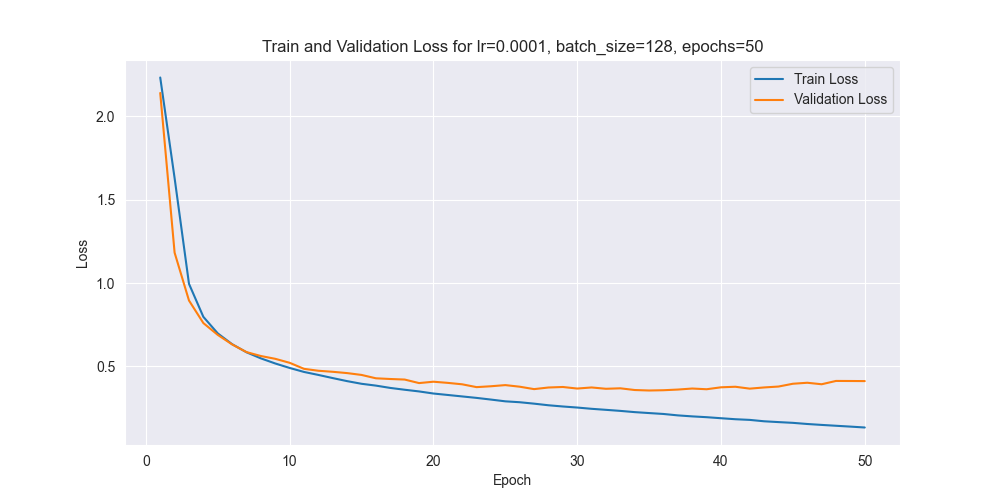 Train and Validation Loss for lr=0.0001, batch_size=128, epochs=50
Train Loss
Validation Loss
2.0
1.5
1.0
0.5
Loss
0 10 20 30 40 50
Epoch